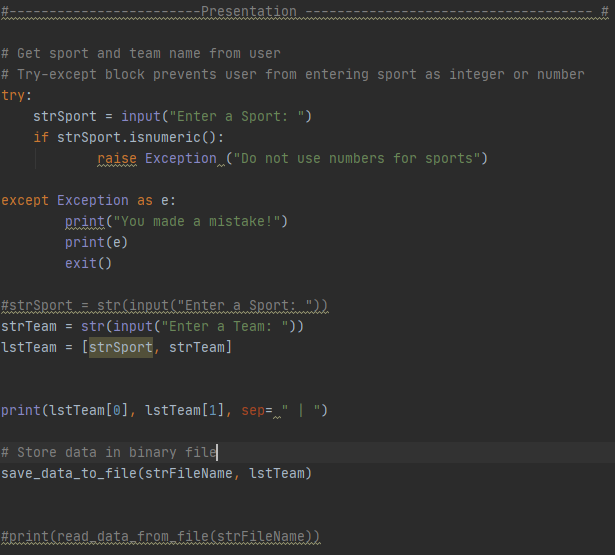 #------------------------Presentation ------------------------------------ #
# Get sport and team name from user
# Try-except block prevents user from entering sport as integer or number
try:
    strSport = input("Enter a Sport: ")
    if strSport.isnumeric():
            raise Exception ("Do not use numbers for sports")
except Exception as e:
        print("You made a mistake!")
        print(e)
        exit()
#strSport = str(input("Enter a Sport: "))
strTeam = str(input("Enter a Team: "))
lstTeam = [strSport, strTeam]
print(lstTeam[0], lstTeam[1], sep= " | ")
# Store data in binary file
save_data_to_file(strFileName, lstTeam)
#print(read_data_from_file(strFileName))